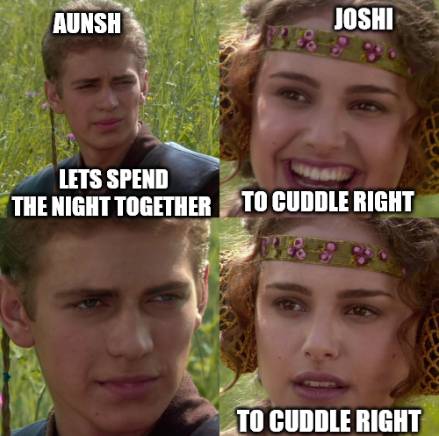 AUNSH
JOSHI
LETS SPEND
THE NIGHT TOGETHER
TO CUDDLE RIGHT
TO CUDDLE RIGHT